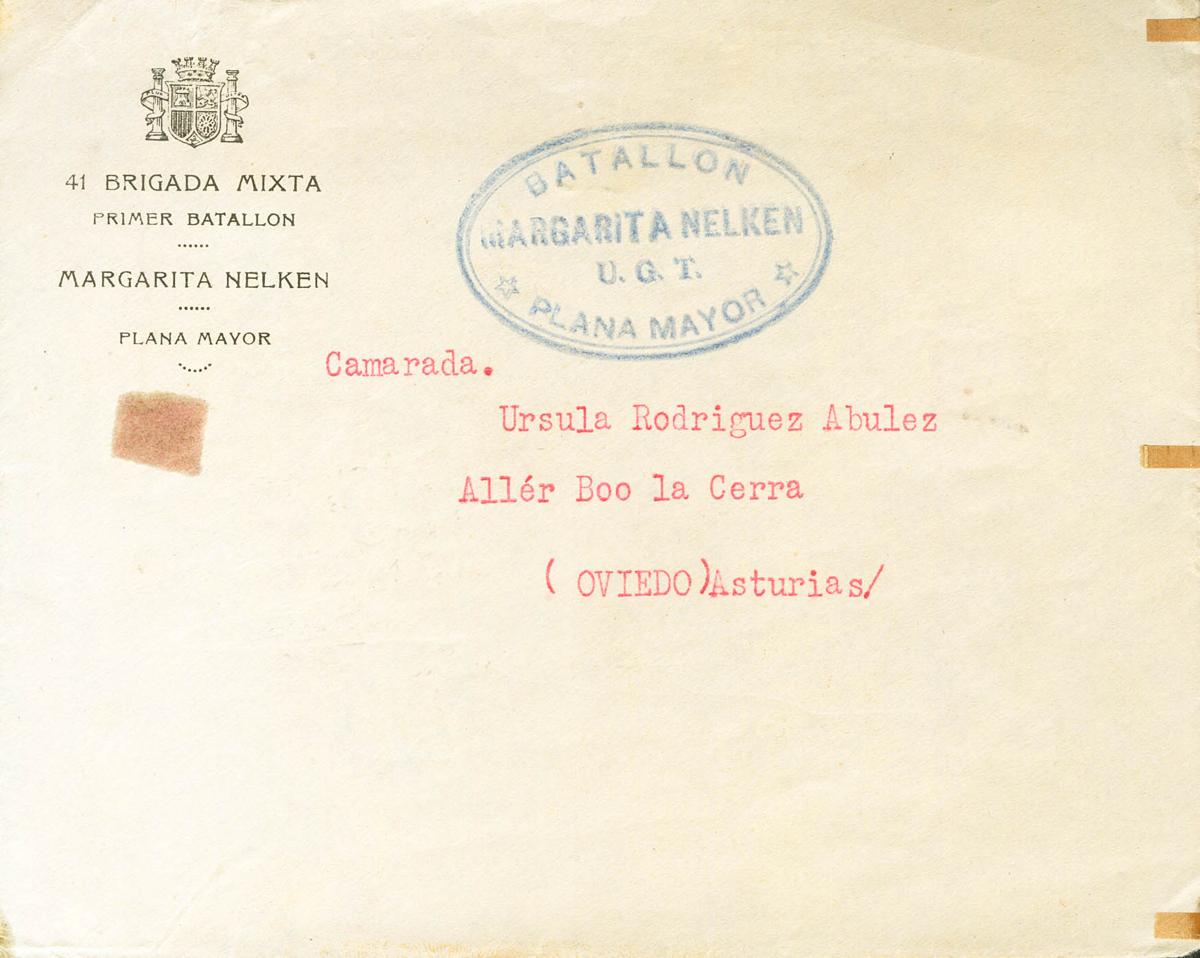 41 BRIGADA MIXTA
PRIMER BATALLON
MARGARITA NELKEN
PLANA MAYOR
BATALLON
MARGARITA NELKEN
U. G. T.
PLANA MAYOR
Camarada.
Ursula Rodriguez Abulez
Allér Boo la Cerra
( OVIEDO)Asturias/